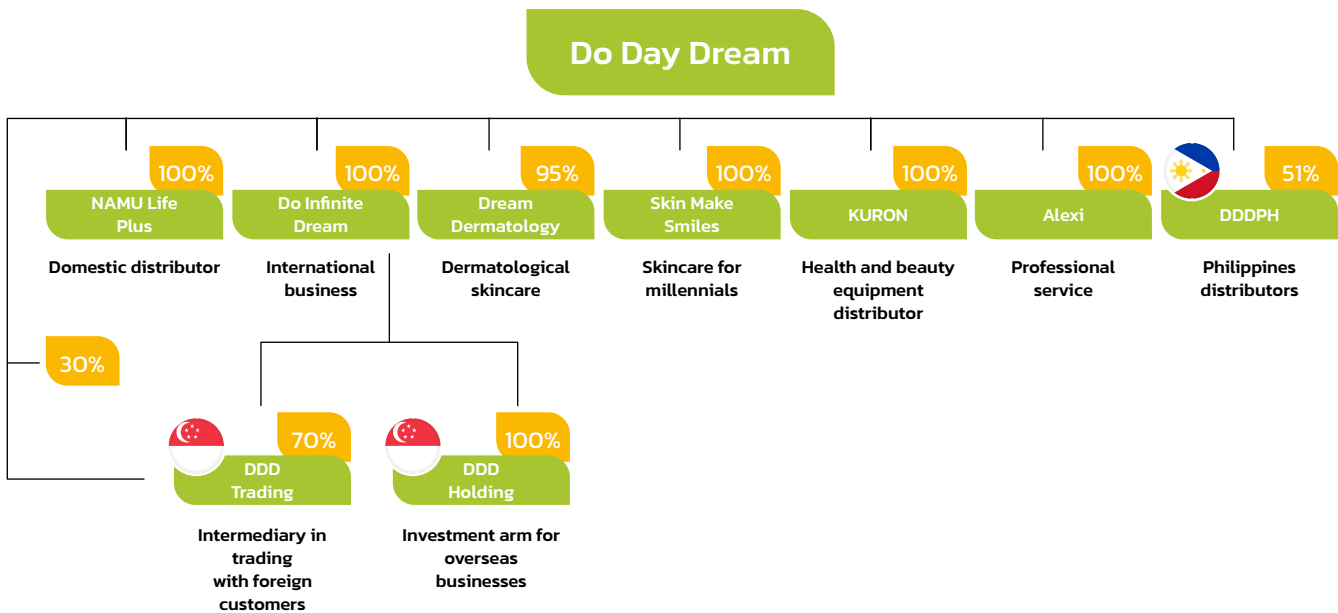 Do Day Dream
100%
NAMU Life
Plus
Domestic distributor
100%
Do Infinite
Dream
International
business
95%
Dream
Dermatology
Dermatological
skincare
100%
Skin Make
Smiles
Skincare for
millennials
100%
KURON
Health and beauty
equipment
distributor
100%
Alexi
Professional
service
51%
DDDPH
Philippines
distributors
30%
70%
DDD
Trading
Intermediary in
trading
with foreign
customers
100%
DDD
Holding
Investment arm for
overseas
businesses